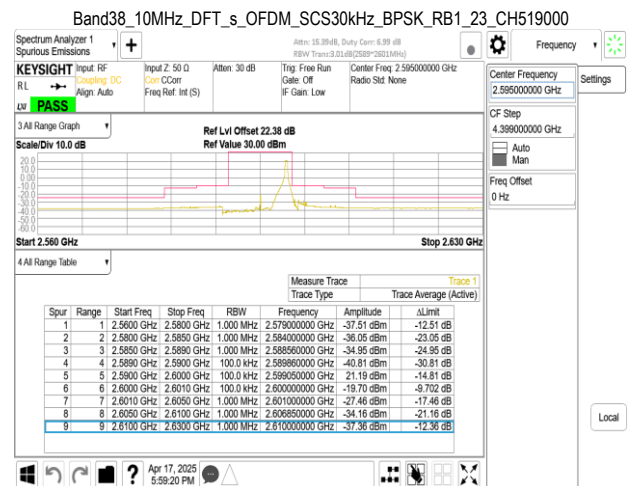 Band38_10MHz_DFT_s_OFDM_SCS30kHz_BPSK_RB1_23_CH519000
Spectrum Analyzer 1
Spurious Emissions
Attn: 15.39dB, Duty Corr: 6.99 dB
RBW Trans:3.01 dB(2589~2601MHz)
Frequency
KEYSIGHT
RL
PASS
Input: RF
Coupling: DC
Align: Auto
Input Z: 50 Ω
Corr CCorr
Freq Ref: Int (S)
Atten: 30 dB
Trig: Free Run
Gate: Off
IF Gain: Low
Center Freq: 2.595000000 GHz
Radio Std: None
Center Frequency
2.595000000 GHz
Settings
CF Step
4.399000000 GHz
Auto
Man
Freq Offset
0 Hz
3 All Range Graph
Scale/Div 10.0 dB
Ref Lvl Offset 22.38 dB
Ref Value 30.00 dBm
20.0
10.0
0.00
-10.0
-20.0
-30.0
-40.0
-50.0
-60.0
Start 2.560 GHz
Stop 2.630 GHz
4 All Range Table
Measure Trace Trace 1
Trace Type Trace Average (Active)
Spur Range Start Freq Stop Freq RBW Frequency Amplitude ΔLimit
1 1 2.5600 GHz 2.5800 GHz 1.000 MHz 2.579000000 GHz -37.51 dBm -12.51 dB
2 2 2.5800 GHz 2.5850 GHz 1.000 MHz 2.584000000 GHz -36.05 dBm -23.05 dB
3 3 2.5850 GHz 2.5890 GHz 1.000 MHz 2.588560000 GHz -34.95 dBm -24.95 dB
4 4 2.5890 GHz 2.5900 GHz 100.0 kHz 2.589860000 GHz -40.81 dBm -30.81 dB
5 5 2.5900 GHz 2.6000 GHz 100.0 kHz 2.599050000 GHz 21.19 dBm -14.81 dB
6 6 2.6000 GHz 2.6010 GHz 100.0 kHz 2.600000000 GHz -19.70 dBm -9.702 dB
7 7 2.6010 GHz 2.6050 GHz 1.000 MHz 2.601000000 GHz -27.46 dBm -17.46 dB
8 8 2.6050 GHz 2.6100 GHz 1.000 MHz 2.606850000 GHz -34.16 dBm -21.16 dB
9 9 2.6100 GHz 2.6300 GHz 1.000 MHz 2.610000000 GHz -37.36 dBm -12.36 dB
Local
Apr 17, 2025
5:59:20 PM